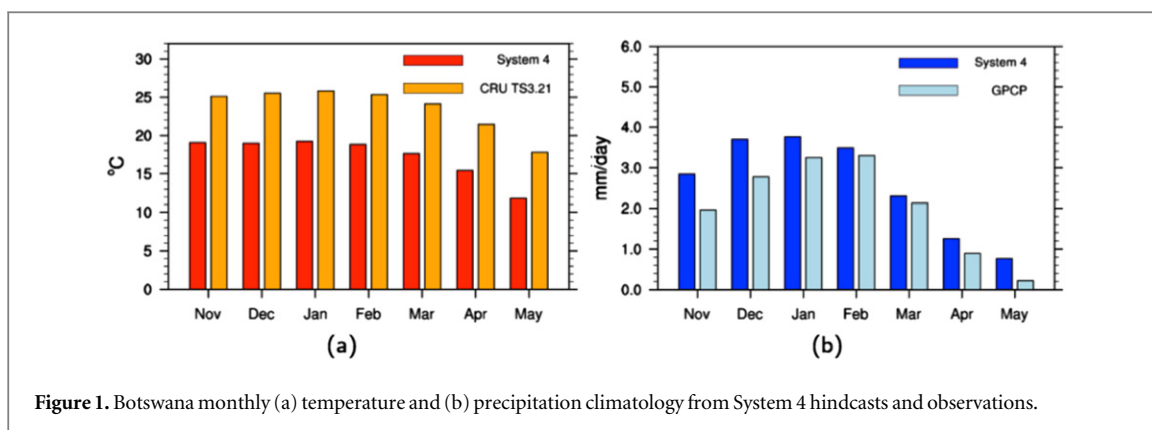 30
25
20
15
10
5
0
°C
System 4
CRU TS3.21
Nov Dec Jan Feb Mar Apr May
(a)
6.0
5.0
4.0
3.0
2.0
1.0
0.0
mm/day
System 4
GPCP
Nov Dec Jan Feb Mar Apr May
(b)
Figure 1. Botswana monthly (a) temperature and (b) precipitation climatology from System 4 hindcasts and observations.